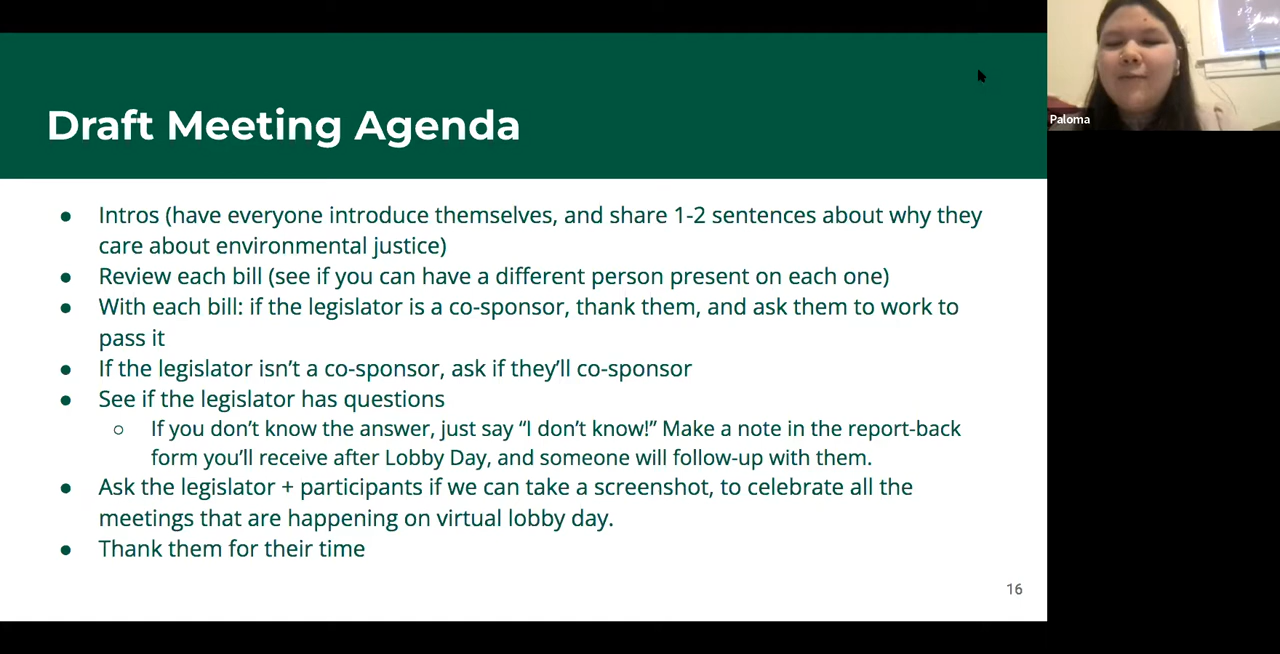 Draft Meeting Agenda
Paloma
● Intros (have everyone introduce themselves, and share 1-2 sentences about why they
care about environmental justice)
● Review each bill (see if you can have a different person present on each one)
● With each bill: if the legislator is a co-sponsor, thank them, and ask them to work to
pass it
● If the legislator isn’t a co-sponsor, ask if they’ll co-sponsor
● See if the legislator has questions
○ If you don’t know the answer, just say “I don’t know!” Make a note in the report-back
form you’ll receive after Lobby Day, and someone will follow-up with them.
● Ask the legislator + participants if we can take a screenshot, to celebrate all the
meetings that are happening on virtual lobby day.
● Thank them for their time
16